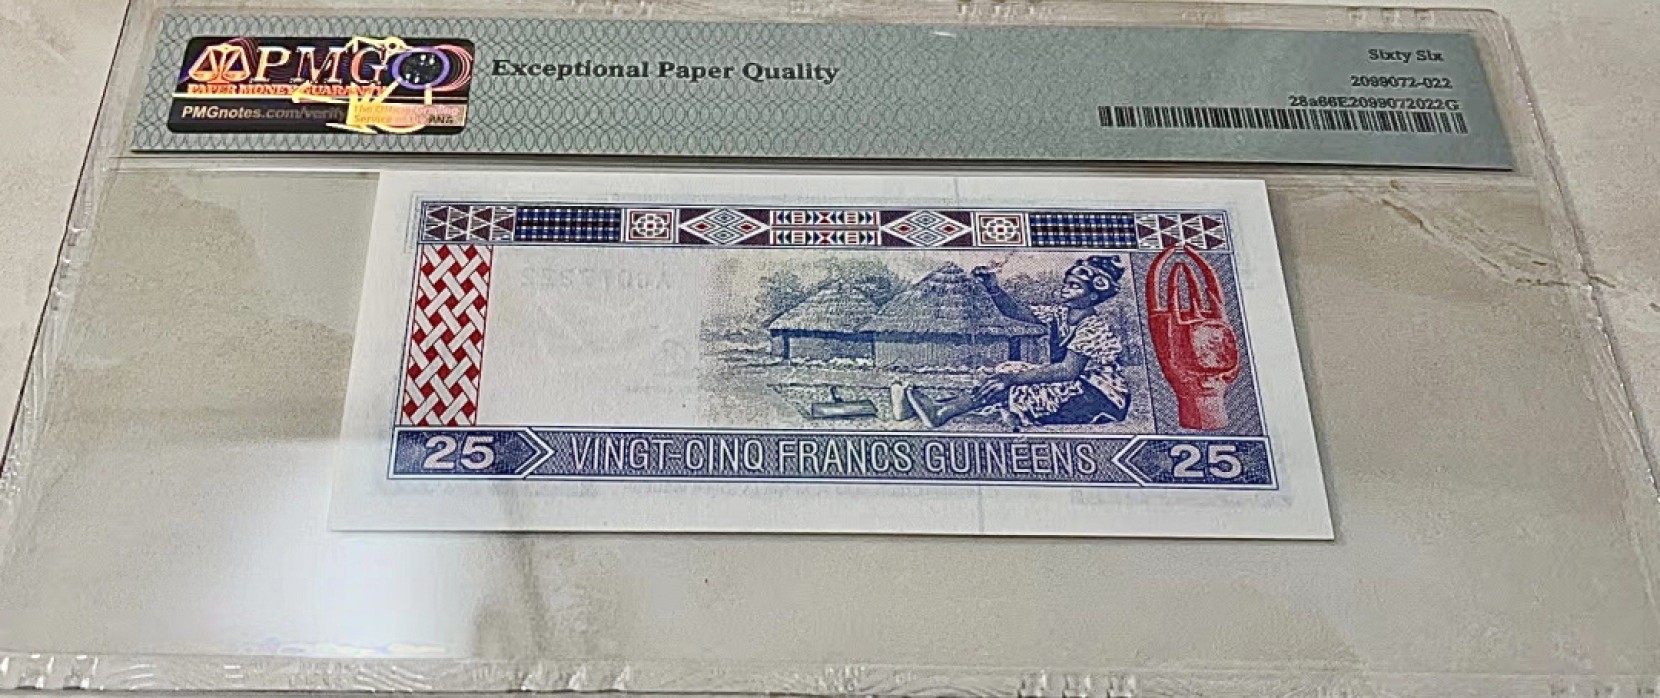 PMG
PAPER MONEY GUARANTY
PMGnotes.com/verify
Exceptional Paper Quality
Sixty Six
2099072-022
28a66E2099072022G
25 VINGT-CINQ FRANCS GUINÉENS 25